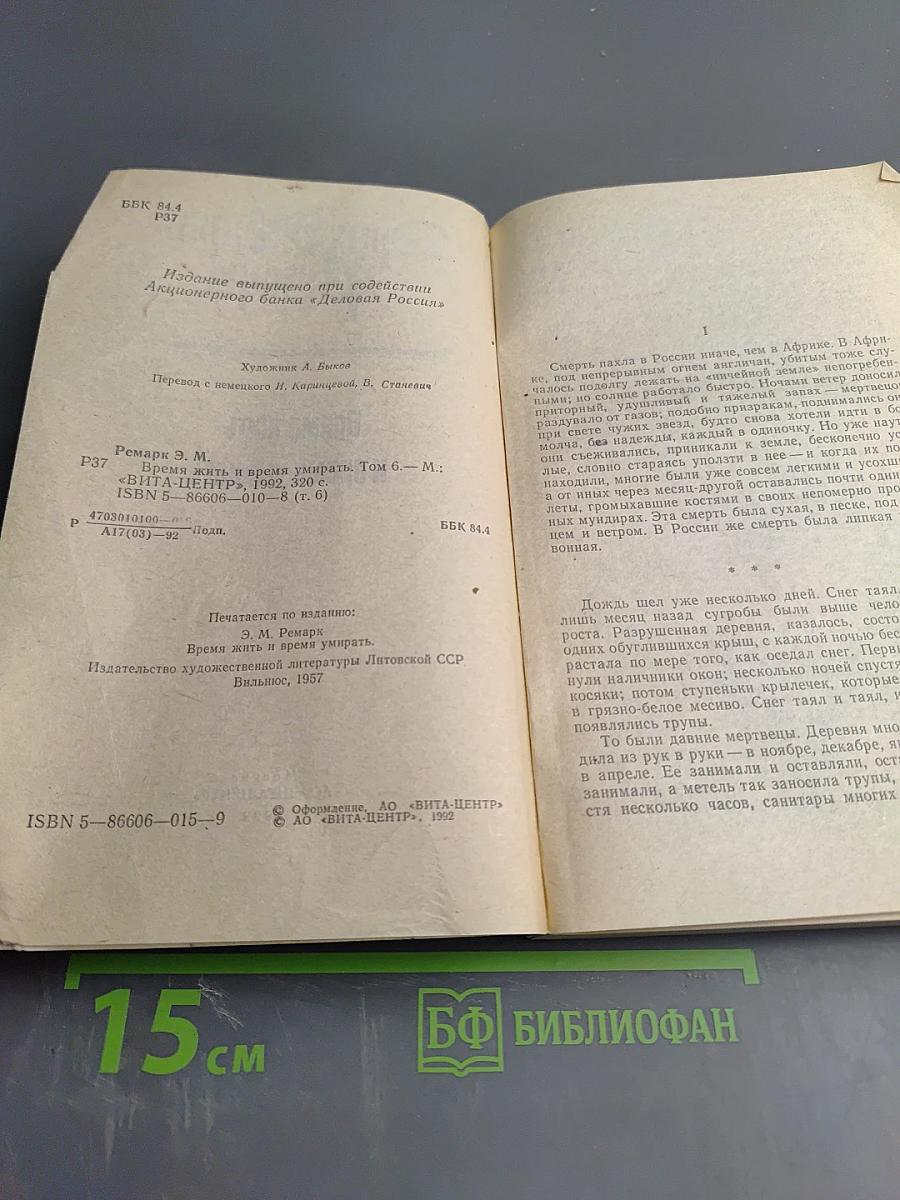 ББК 84.4
Р37
Издание выпущено при содействии
Акционерного банка «Деловая Россия»
Художник А. Быков
Перевод с немецкого И. Каринцевой, В. Станевич
Ремарк Э. М.
Р37 Время жить и время умирать. Том 6.— М.:
«ВИТА-ЦЕНТР», 1992, 320 с.
ISBN 5—86606—010—8 (т. 6)
Р 4703010100— Подп.
А17(03)—92
ББК 84.4
Печатается по изданию:
Э. М. Ремарк
Время жить и время умирать.
Издательство художественной литературы Литовской ССР
Вильнюс, 1957
ISBN 5—86606—015—9
© Оформление, АО «ВИТА-ЦЕНТР»
© АО «ВИТА-ЦЕНТР», 1992
I
Смерть пахла в России иначе, чем в Африке. В Афри-
ке, под непрерывным огнем англичан, убитым тоже слу-
чалось подолгу лежать на «ничейной земле» непогребен-
ными; но солнце работало быстро. Ночами ветер доносил
приторный, удушливый и тяжелый запах — мертвецов
раздувало от газов; подобно призракам, поднимались он
при свете чужих звезд, будто снова хотели идти в бо
молча, без надежды, каждый в одиночку. Но уже наут
они съеживались, приникали к земле, бесконечно ус
лые, словно стараясь уползти в нее — и когда их по
находили, многие были уже совсем легкими и усохш
а от иных через месяц-другой оставались почти одни
леты, громыхавшие костями в своих непомерно про
ных мундирах. Эта смерть была сухая, в песке, под
цем и ветром. В России же смерть была липкая
вонная.
* * *
Дождь шел уже несколько дней. Снег таял.
лишь месяц назад сугробы были выше чело
роста. Разрушенная деревня, казалось, состо
одних обуглившихся крыш, с каждой ночью бес
растала по мере того, как оседал снег. Перв
нули наличники окон; несколько ночей спустя
косяки; потом ступеньки крылечек, которые
в грязно-белое месиво. Снег таял и таял, и
появлялись трупы.
То были давние мертвецы. Деревня мно
дила из рук в руки — в ноябре, декабре, ян
в апреле. Ее занимали и оставляли, оста
занимали, а метель так заносила трупы,
стя несколько часов, санитары многих
15 см
БФ БИБЛИОФАН